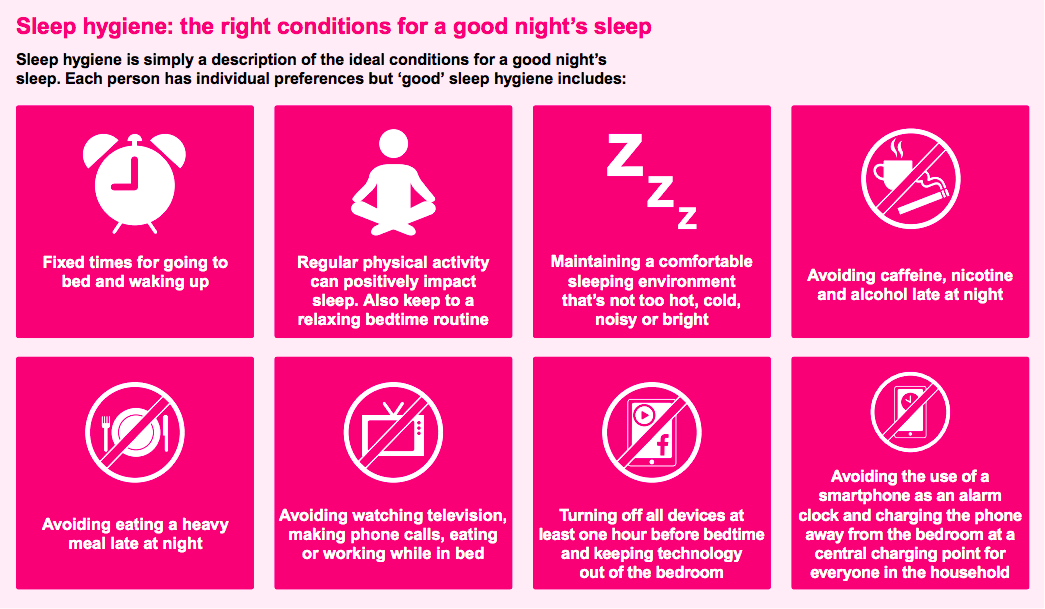 Sleep hygiene: the right conditions for a good night’s sleep
Sleep hygiene is simply a description of the ideal conditions for a good night’s
sleep. Each person has individual preferences but ‘good’ sleep hygiene includes:
Fixed times for going to
bed and waking up
Regular physical activity
can positively impact
sleep. Also keep to a
relaxing bedtime routine
Z
Z
Z
Maintaining a comfortable
sleeping environment
that’s not too hot, cold,
noisy or bright
Avoiding caffeine, nicotine
and alcohol late at night
Avoiding eating a heavy
meal late at night
Avoiding watching television,
making phone calls, eating
or working while in bed
f
Turning off all devices at
least one hour before bedtime
and keeping technology
out of the bedroom
Avoiding the use of a
smartphone as an alarm
clock and charging the phone
away from the bedroom at a
central charging point for
everyone in the household